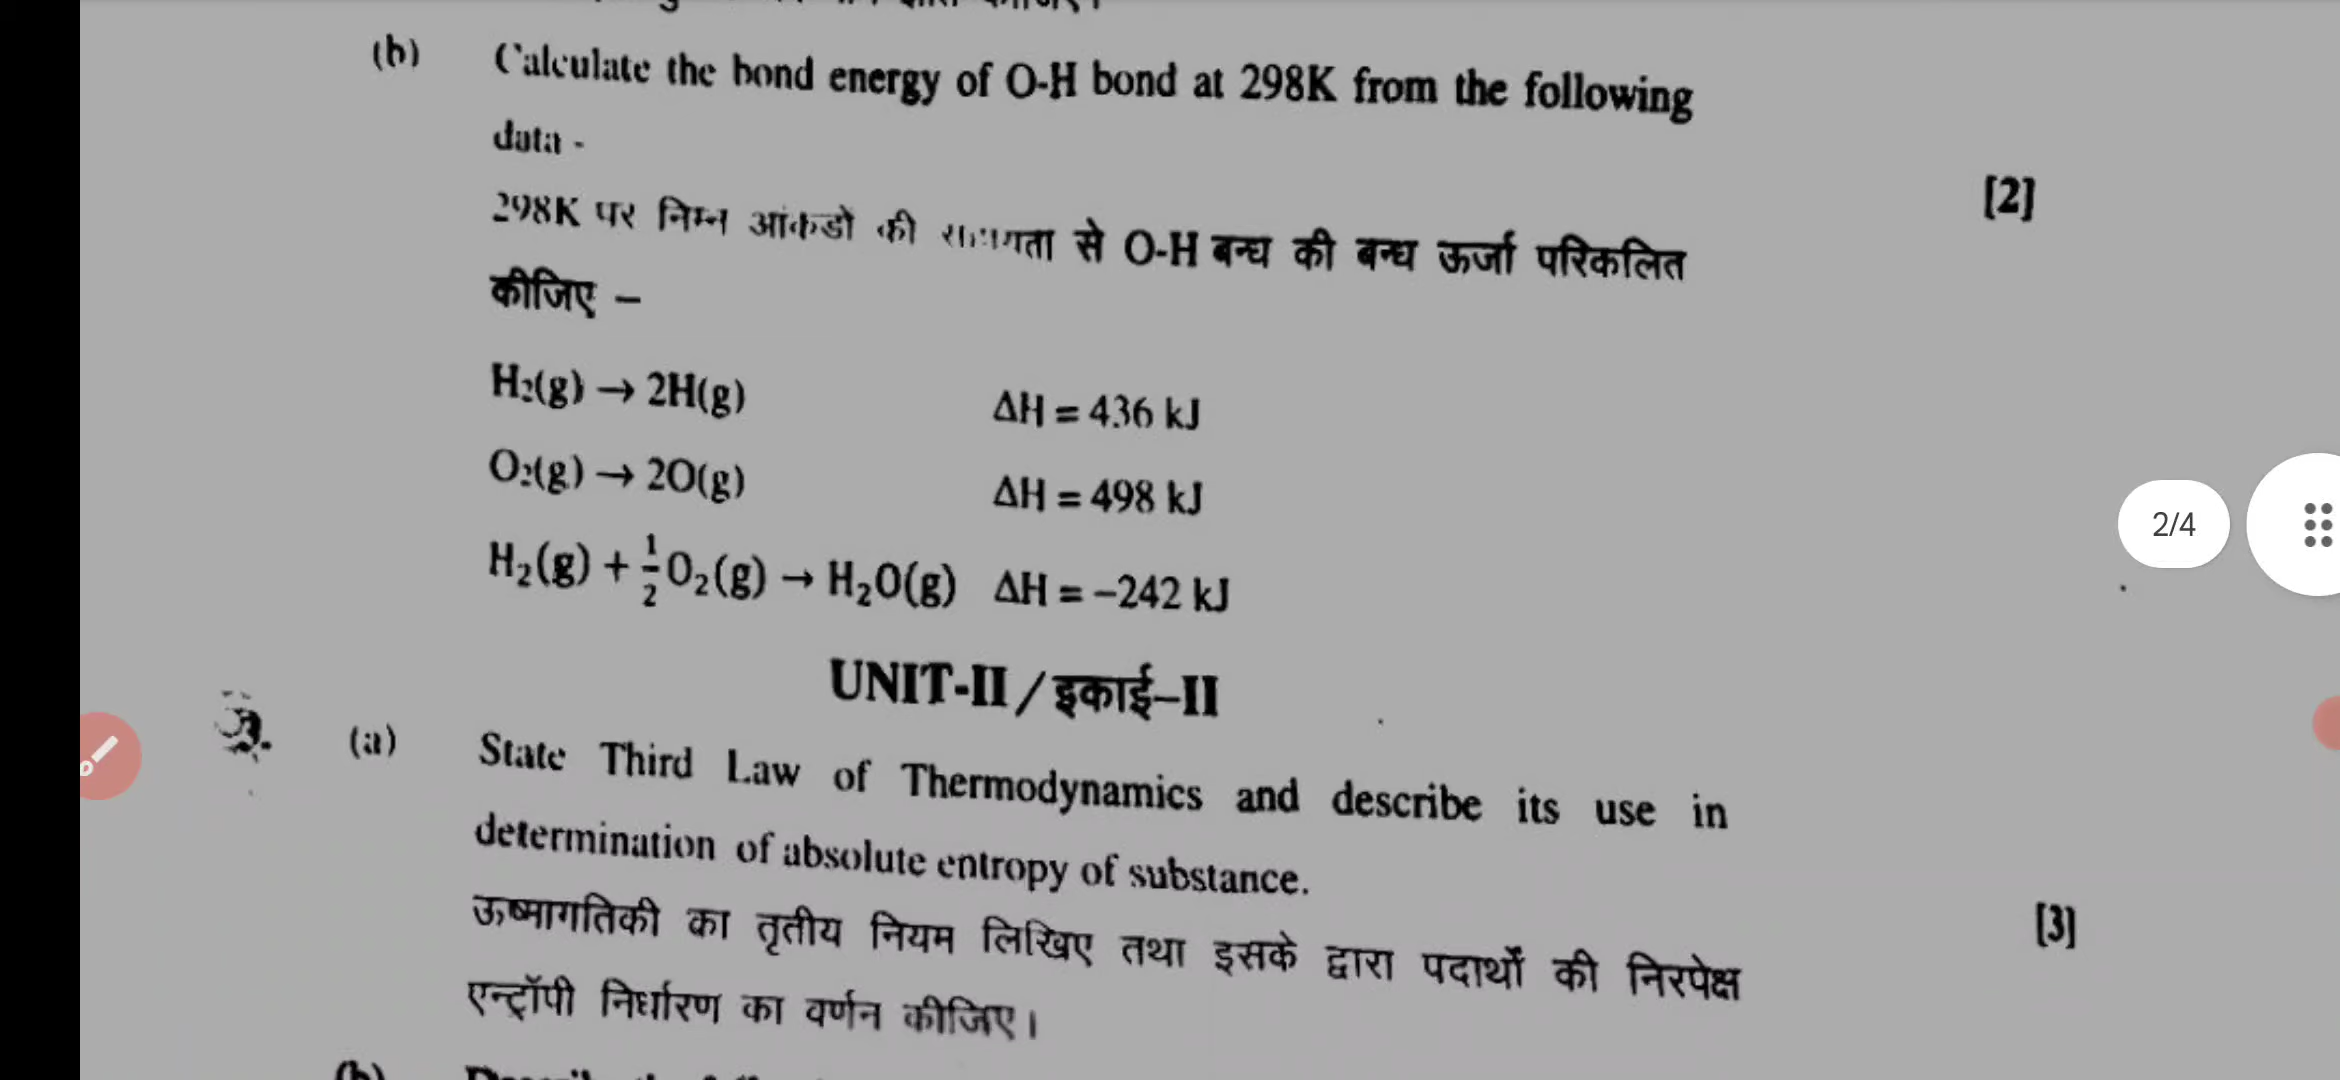 (b) Calculate the bond energy of O-H bond at 298K from the following
data -
[2]
298K पर निम्न आंकडो की से O-H बन्ध की बन्ध ऊर्जा परिकलित
कीजिए –
H₂(g) → 2H(g) ΔH = 436 kJ
O₂(g) → 2O(g) ΔH = 498 kJ
H₂(g) + ½O₂(g) → H₂O(g) ΔH = –242 kJ
2/4
UNIT-II / इकाई–II
(a) State Third Law of Thermodynamics and describe its use in
determination of absolute entropy of substance.
[3]
ऊष्मागतिकी का तृतीय नियम लिखिए तथा इसके द्वारा पदार्थों की निरपेक्ष
एन्ट्रॉपी निर्धारण का वर्णन कीजिए।